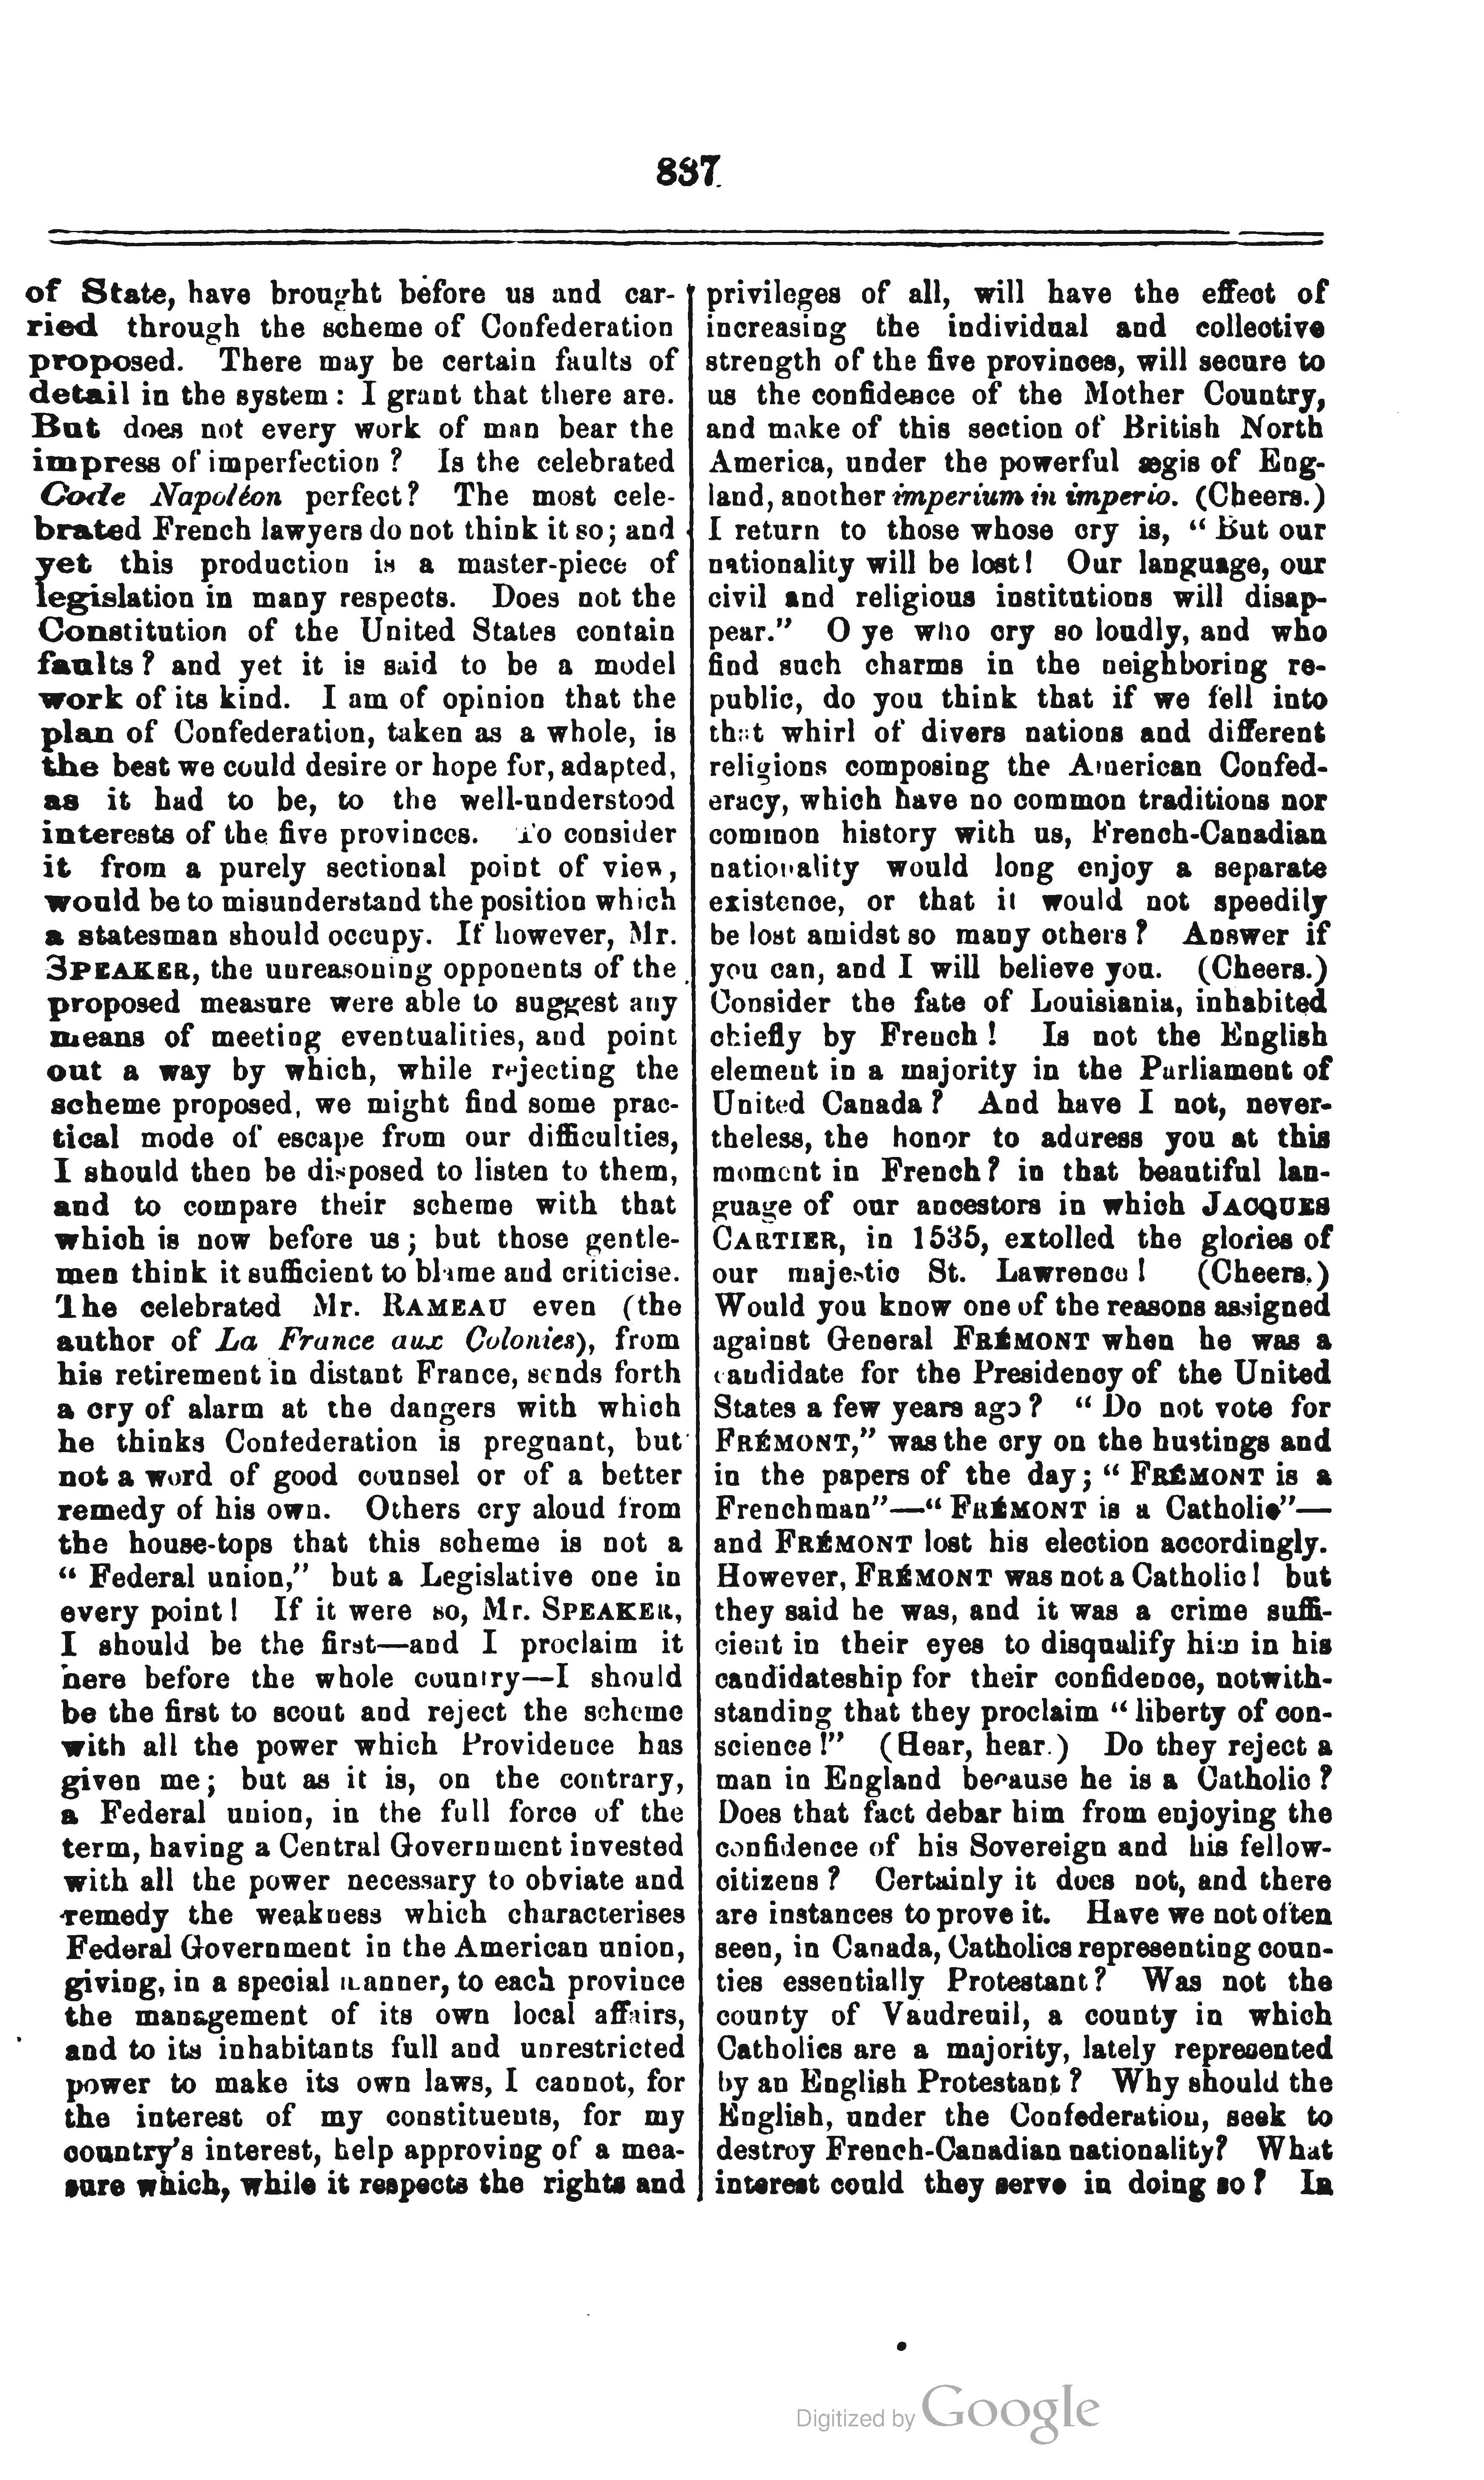 837
of State, have brought before us and car-
ried through the scheme of Confederation
proposed. There may be certain faults of
detail in the system : I grant that there are.
But does not every work of man bear the
impress of imperfection ? Is the celebrated
Code Napoléon perfect? The most cele-
brated French lawyers do not think it so; and
yet this production is a master-piece of
legislation in many respects. Does not the
Constitution of the United States contain
faults? and yet it is said to be a model
work of its kind. I am of opinion that the
plan of Confederation, taken as a whole, is
the best we could desire or hope for, adapted,
as it had to be, to the well-understood
interests of the five provinces. To consider
it from a purely sectional point of view,
would be to misunderstand the position which
a statesman should occupy. If however, Mr.
SPEAKER, the unreasoning opponents of the
proposed measure were able to suggest any
means of meeting eventualities, and point
out a way by which, while rejecting the
scheme proposed, we might find some prac-
tical mode of escape from our difficulties,
I should then be disposed to listen to them,
and to compare their scheme with that
which is now before us; but those gentle-
men think it sufficient to blame and criticise.
The celebrated Mr. RAMEAU even (the
author of La France aux Colonies), from
his retirement in distant France, sends forth
a cry of alarm at the dangers with which
he thinks Confederation is pregnant, but
not a word of good counsel or of a better
remedy of his own. Others cry aloud from
the house-tops that this scheme is not a
" Federal union," but a Legislative one in
every point! If it were so, Mr. SPEAKER,
I should be the first—and I proclaim it
here before the whole country—I should
be the first to scout and reject the scheme
with all the power which Providence has
given me; but as it is, on the contrary,
a Federal union, in the full force of the
term, having a Central Government invested
with all the power necessary to obviate and
remedy the weakness which characterises
Federal Government in the American union,
giving, in a special manner, to each province
the management of its own local affairs,
and to its inhabitants full and unrestricted
power to make its own laws, I cannot, for
the interest of my constituents, for my
country's interest, help approving of a mea-
sure which, while it respects the rights and
privileges of all, will have the effect of
increasing the individual and collective
strength of the five provinces, will secure to
us the confidence of the Mother Country,
and make of this section of British North
America, under the powerful ægis of Eng-
land, another imperium in imperio. (Cheers.)
I return to those whose cry is, " But our
nationality will be lost! Our language, our
civil and religious institutions will disap-
pear." O ye who cry so loudly, and who
find such charms in the neighboring re-
public, do you think that if we fell into
that whirl of divers nations and different
religions composing the American Confed-
eracy, which have no common traditions nor
common history with us, French-Canadian
nationality would long enjoy a separate
existence, or that it would not speedily
be lost amidst so many others? Answer if
you can, and I will believe you. (Cheers.)
Consider the fate of Louisiania, inhabited
chiefly by French ! Is not the English
element in a majority in the Parliament of
United Canada? And have I not, never-
theless, the honor to address you at this
moment in French? in that beautiful lan-
guage of our ancestors in which JACQUES
CARTIER, in 1535, extolled the glories of
our majestic St. Lawrence! (Cheers.)
Would you know one of the reasons assigned
against General FRÉMONT when he was a
candidate for the Presidency of the United
States a few years ago? " Do not vote for
FRÉMONT," was the cry on the hustings and
in the papers of the day; " FRÉMONT is a
Frenchman"—" FRÉMONT is a Catholic"—
and FRÉMONT lost his election accordingly.
However, FRÉMONT was not a Catholic! but
they said he was, and it was a crime suffi-
cient in their eyes to disqualify him in his
candidateship for their confidence, notwith-
standing that they proclaim " liberty of con-
science!" (Hear, hear.) Do they reject a
man in England because he is a Catholic?
Does that fact debar him from enjoying the
confidence of his Sovereign and his fellow-
citizens? Certainly it does not, and there
are instances to prove it. Have we not often
seen, in Canada, Catholics representing coun-
ties essentially Protestant? Was not the
county of Vaudreuil, a county in which
Catholics are a majority, lately represented
by an English Protestant? Why should the
English, under the Confederation, seek to
destroy French-Canadian nationality? What
interest could they serve in doing so? In
Digitized by Google